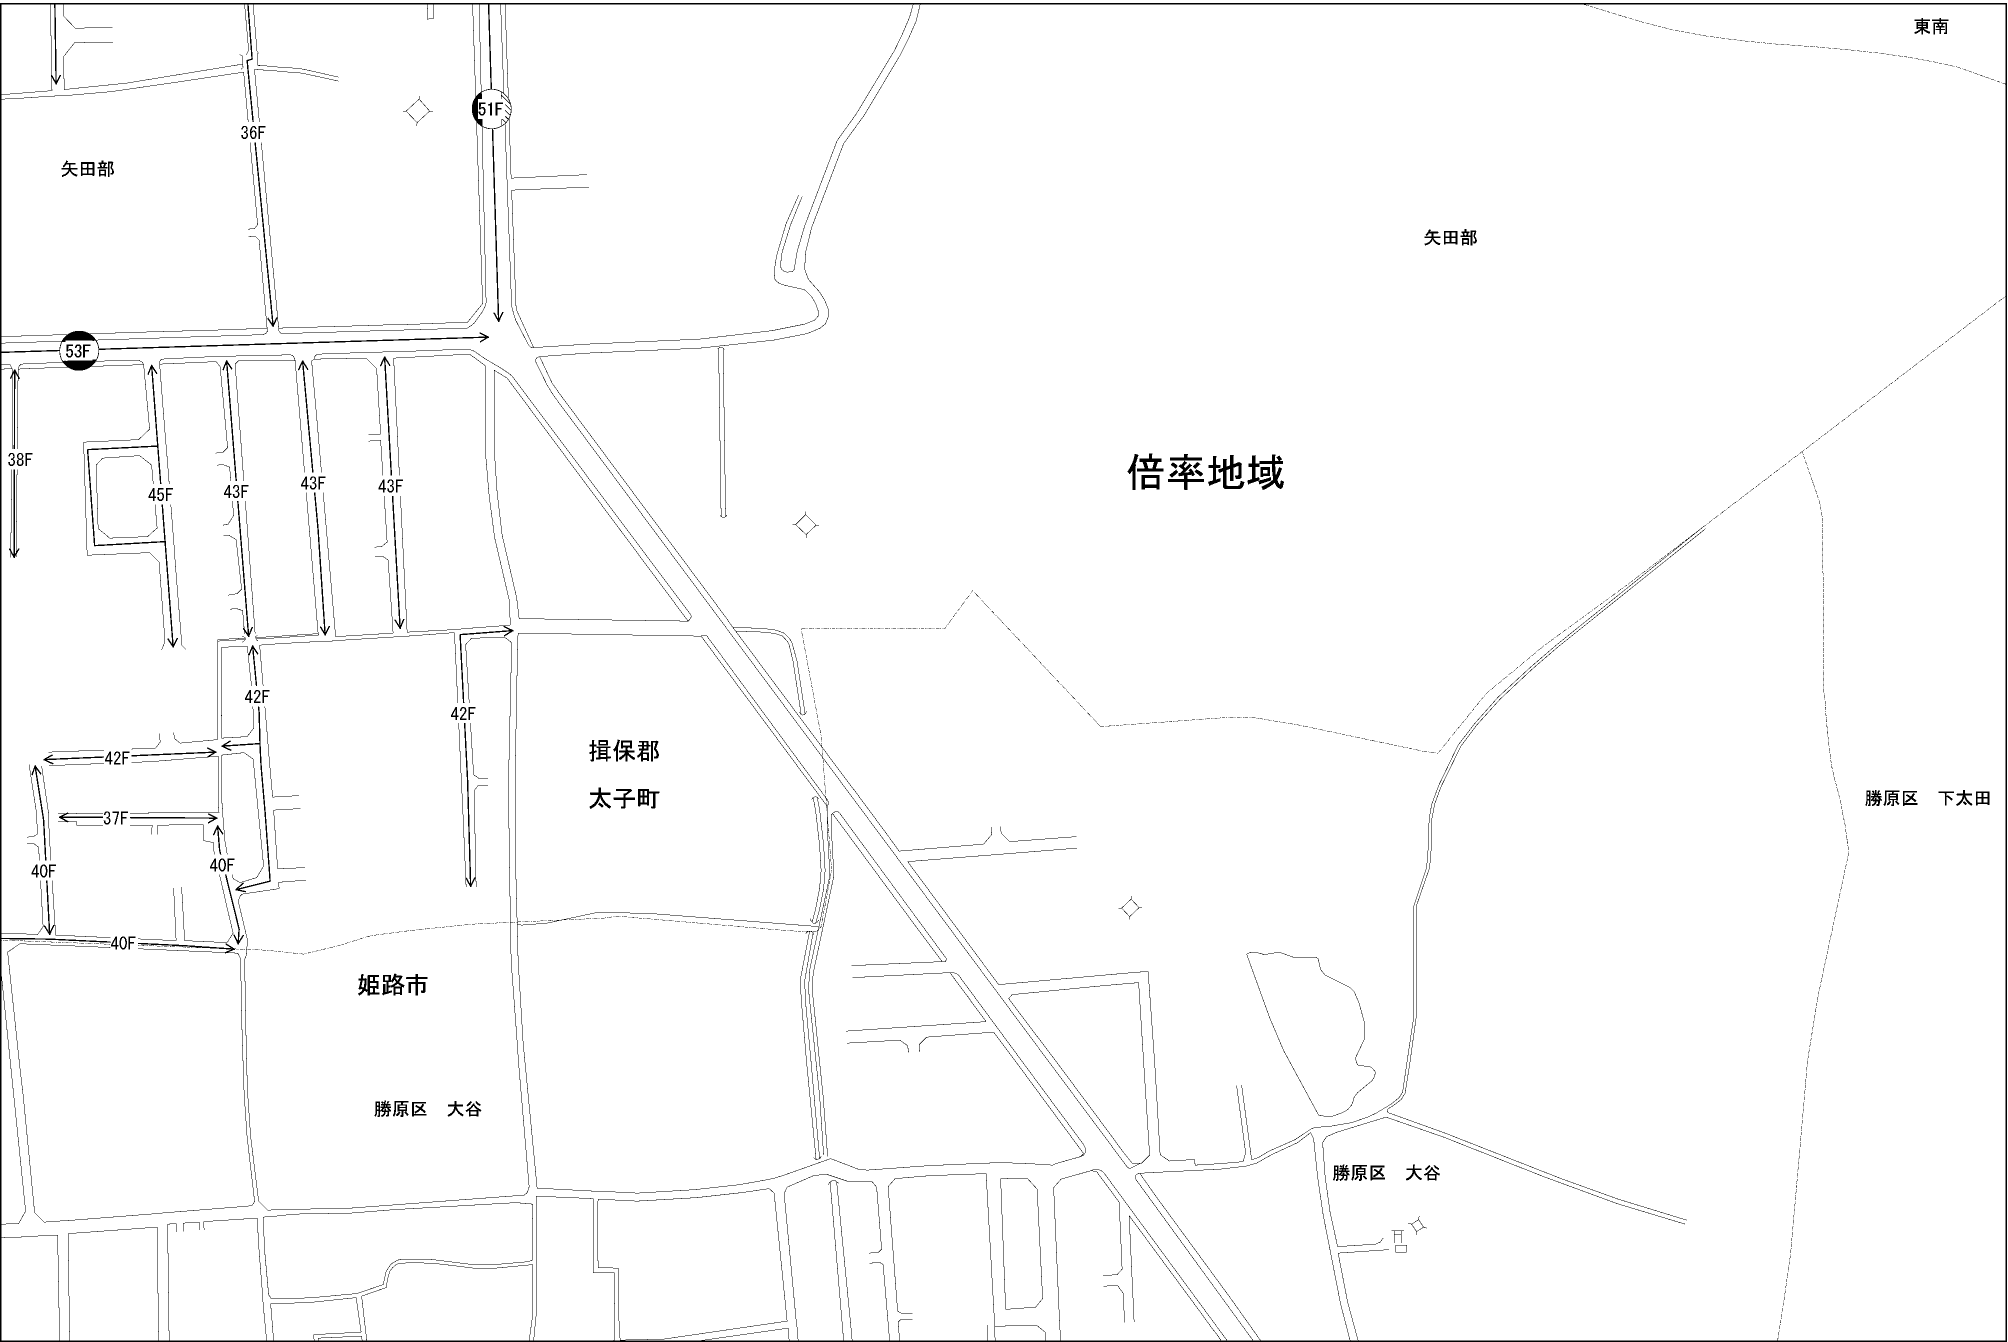 東南
51F
36F
矢田部
矢田部
53F
38F
45F
43F
43F
43F
倍率地域
42F
42F
42F
揖保郡
太子町
37F
勝原区　下太田
40F
40F
40F
姫路市
勝原区　大谷
勝原区　大谷